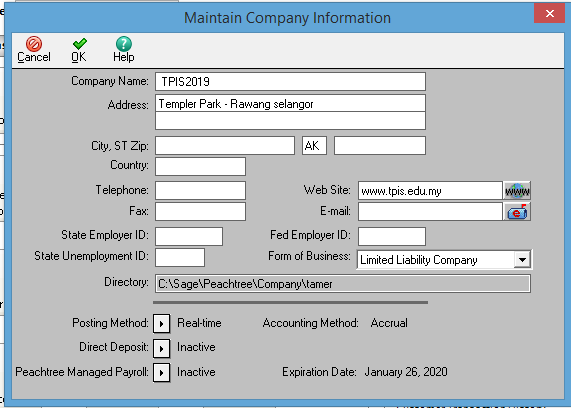 Maintain Company Information
Cancel OK Help
Company Name: TPIS2019
Address: Templer Park - Rawang selangor
City, ST Zip: AK
Country:
Telephone: Web Site: www.tpis.edu.my WWW
Fax: E-mail: e
State Employer ID: Fed Employer ID:
State Unemployment ID: Form of Business: Limited Liability Company
Directory: C:\Sage\Peachtree\Company\tamer
Posting Method: Real-time Accounting Method: Accrual
Direct Deposit: Inactive
Peachtree Managed Payroll: Inactive Expiration Date: January 26, 2020